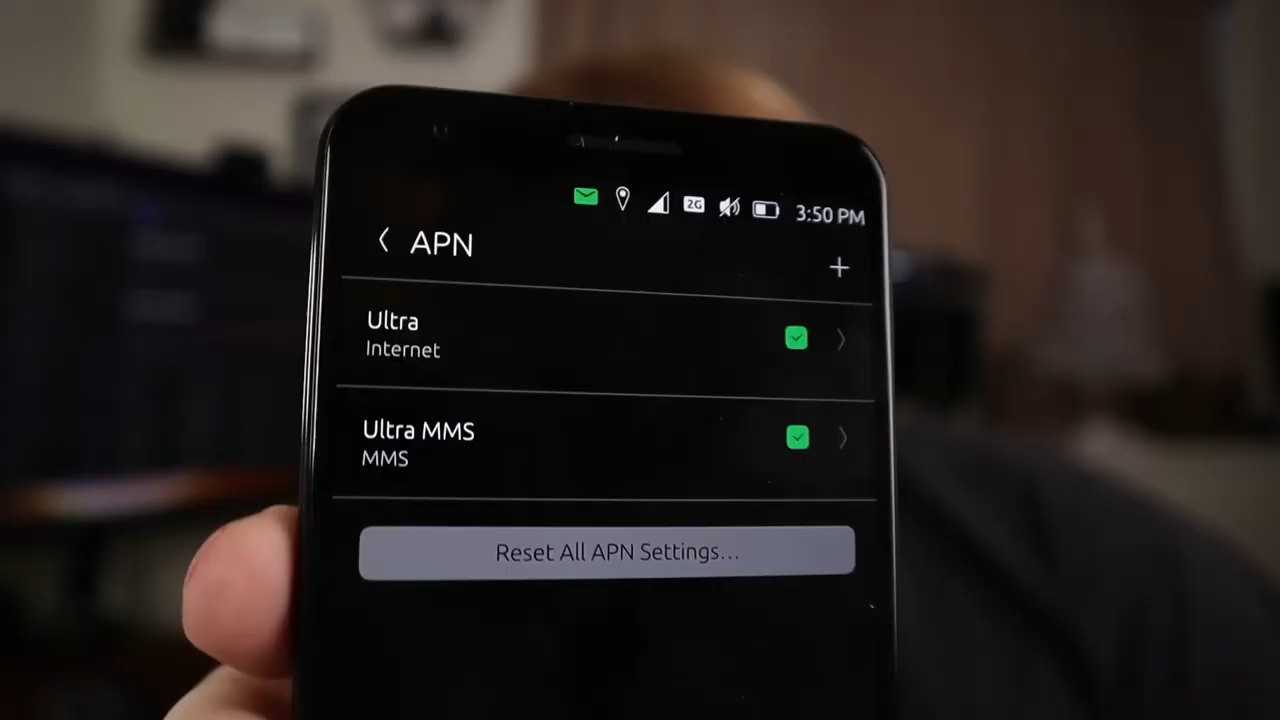 2G 3:50 PM
APN
Ultra
Internet
Ultra MMS
MMS
Reset All APN Settings...